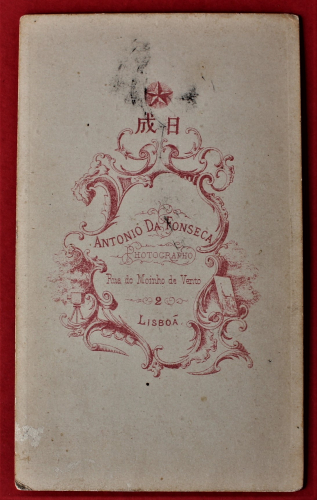 成日
ANTONIO DA FONSECA
PHOTOGRAPHO
Rua do Moinho de Vento
2
LISBOA